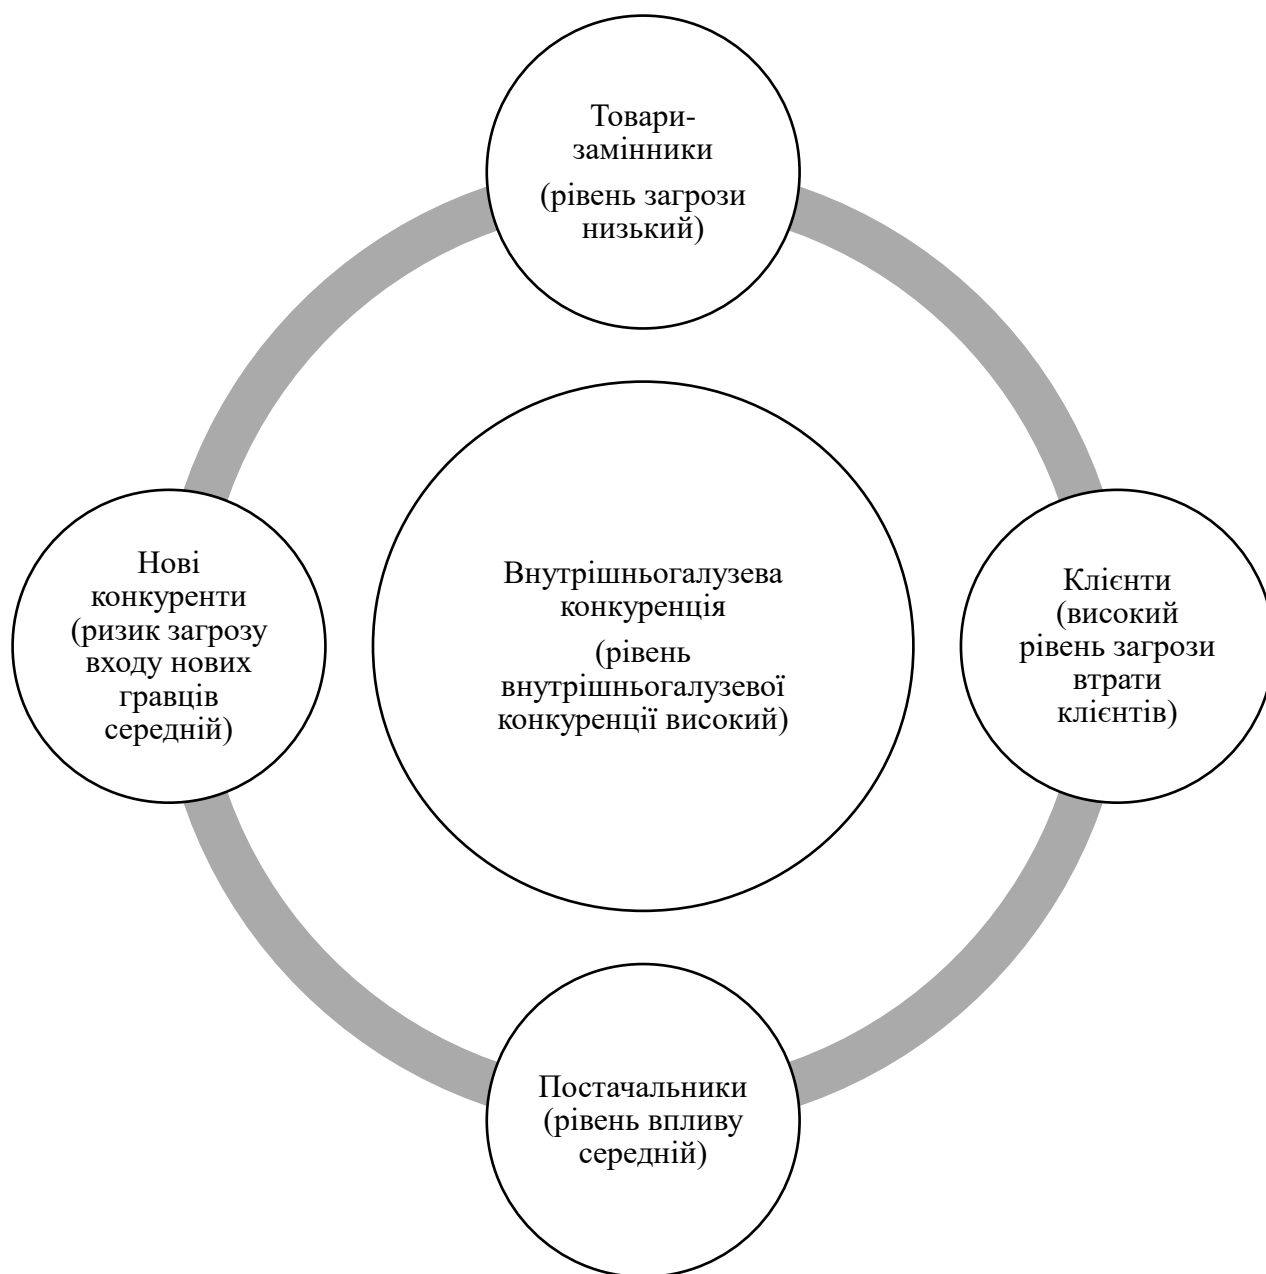 Товари-
замінники
(рівень загрози
низький)
Нові
конкуренти
(ризик загрозу
входу нових
гравців
середній)
Внутрішньогалузева
конкуренція
(рівень
внутрішньогалузевої
конкуренції високий)
Клієнти
(високий
рівень загрози
втрати
клієнтів)
Постачальники
(рівень впливу
середній)